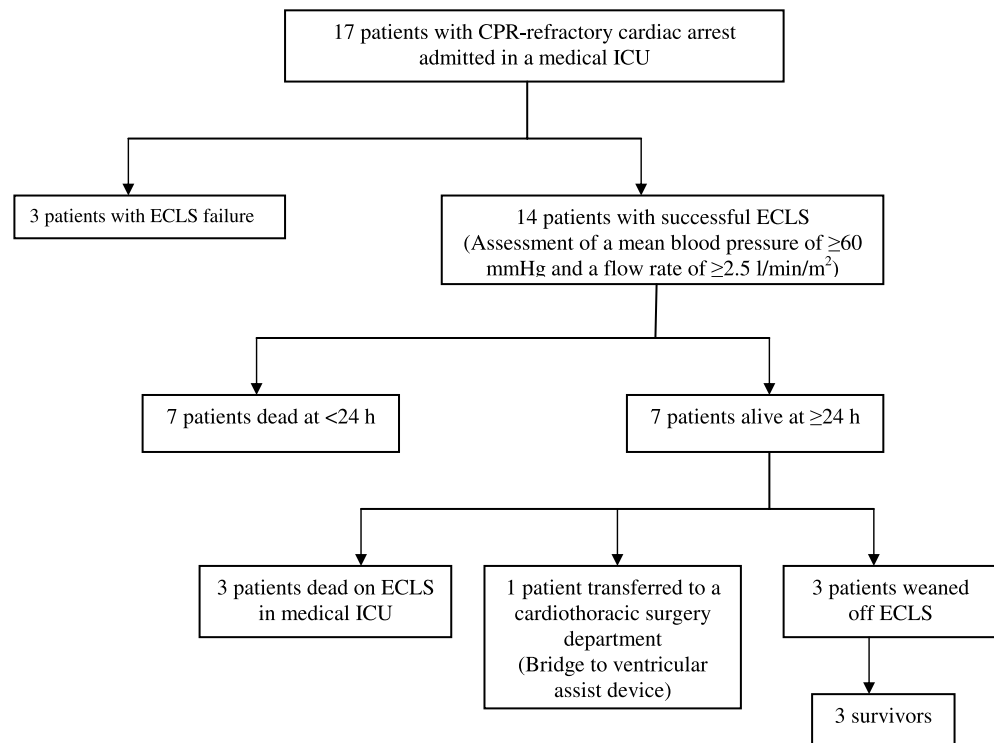 17 patients with CPR-refractory cardiac arrest
admitted in a medical ICU
3 patients with ECLS failure
14 patients with successful ECLS
(Assessment of a mean blood pressure of ≥60
mmHg and a flow rate of ≥2.5 l/min/m²)
7 patients dead at <24 h
7 patients alive at ≥24 h
3 patients dead on ECLS
in medical ICU
1 patient transferred to a
cardiothoracic surgery
department
(Bridge to ventricular
assist device)
3 patients weaned
off ECLS
3 survivors